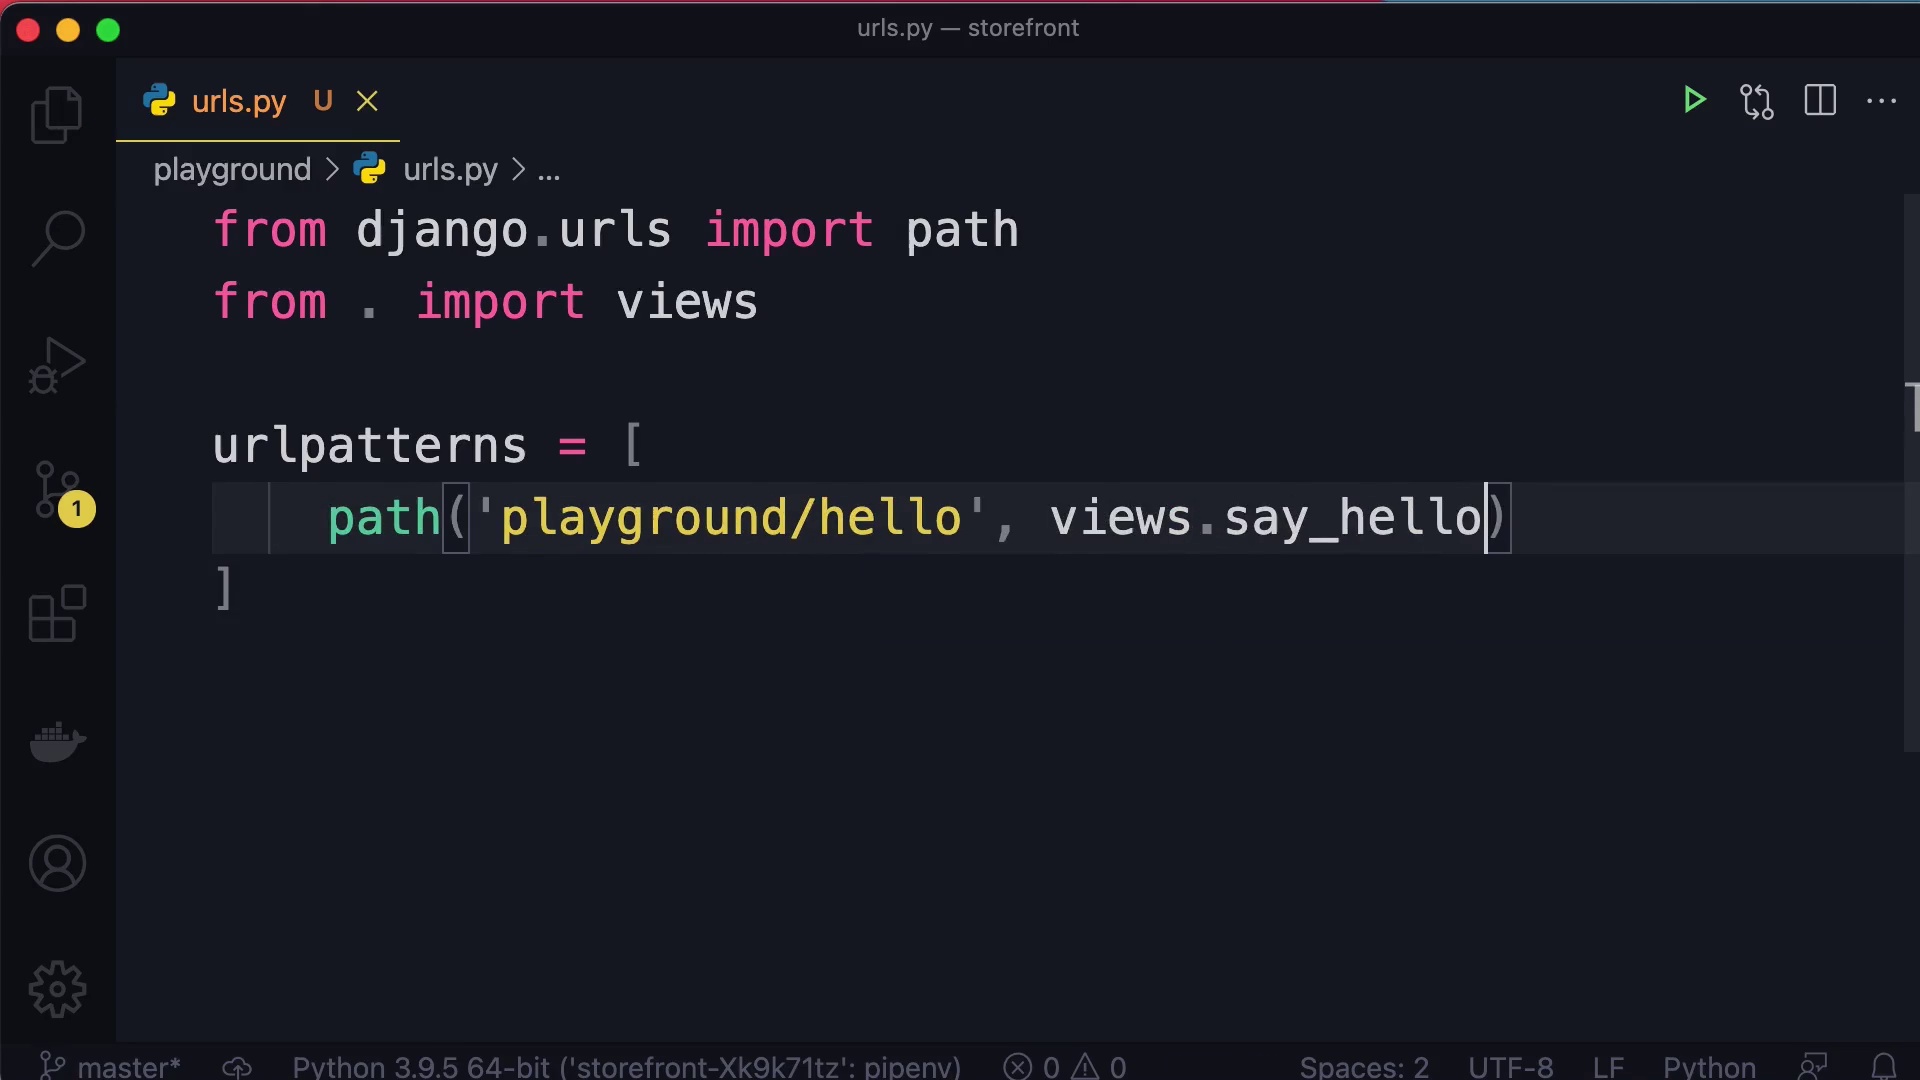 urls.py — storefront
urls.py U
playground > urls.py > ...
from django.urls import path
from . import views
urlpatterns = [
path('playground/hello', views.say_hello)
]
1
master* Python 3.9.5 64-bit ('storefront-Xk9k71tz': pipenv) 0 0 Spaces: 2 UTF-8 LF Python